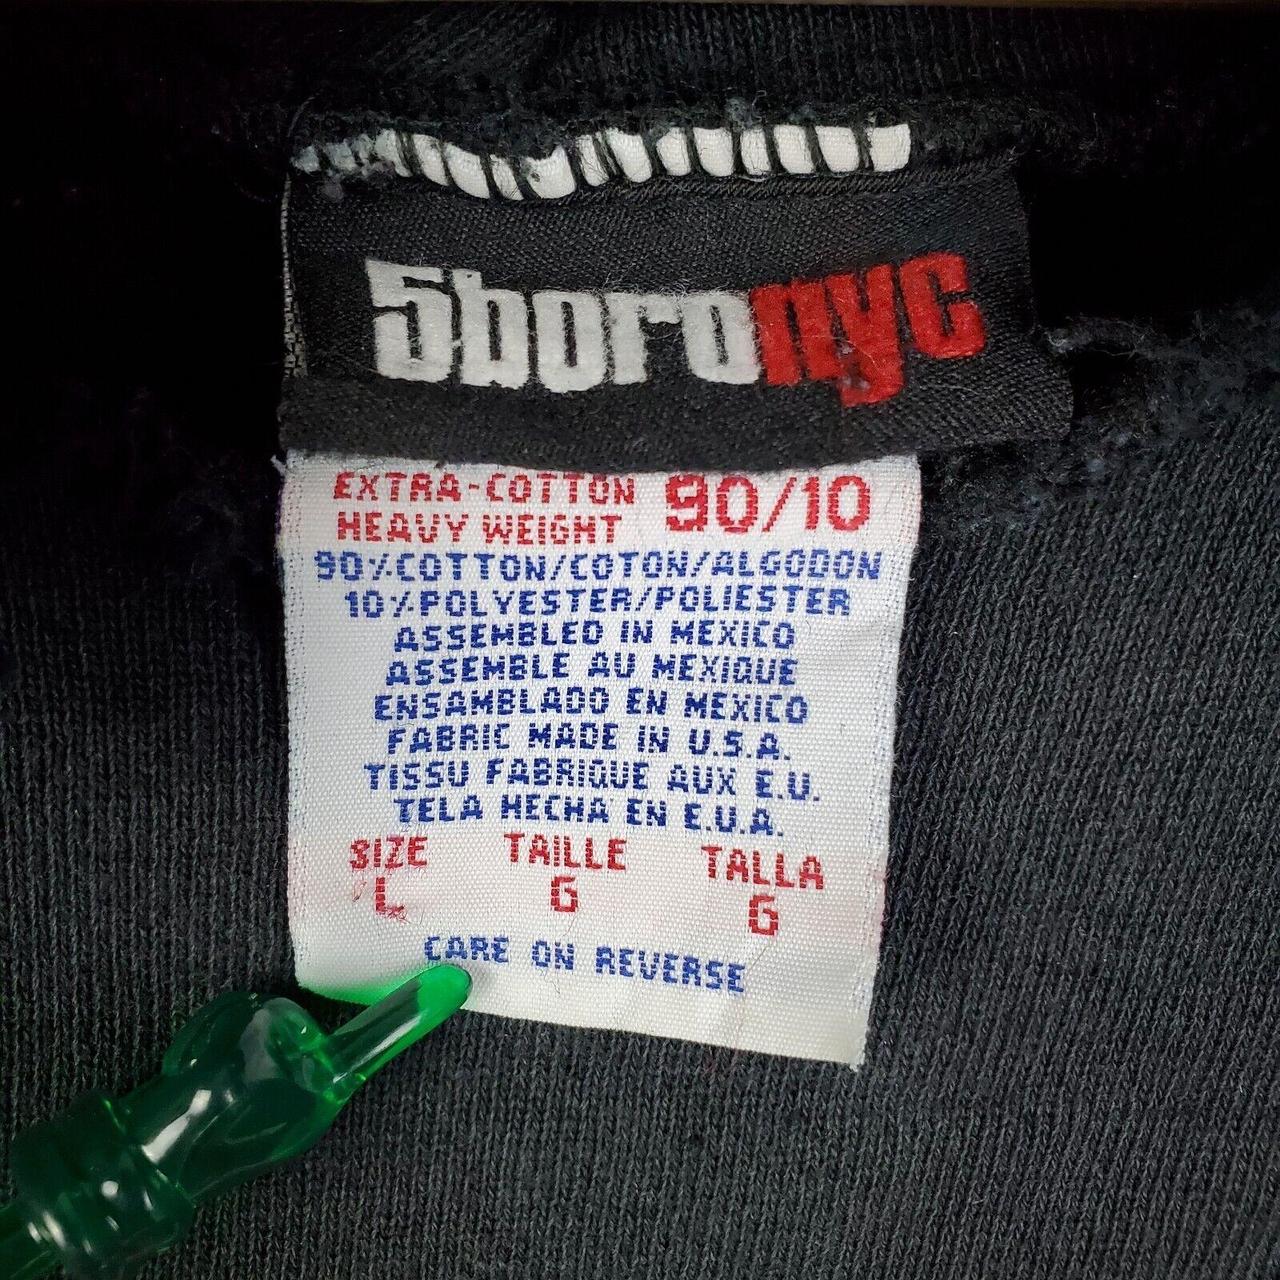 5boronyc
EXTRA-COTTON
HEAVY WEIGHT 90/10
90%COTTON/COTON/ALGODON
10%POLYESTER/POLIESTER
ASSEMBLED IN MEXICO
ASSEMBLE AU MEXIQUE
ENSAMBLADO EN MEXICO
FABRIC MADE IN U.S.A.
TISSU FABRIQUE AUX E.U.
TELA HECHA EN E.U.A.
SIZE TAILLE TALLA
L G G
CARE ON REVERSE